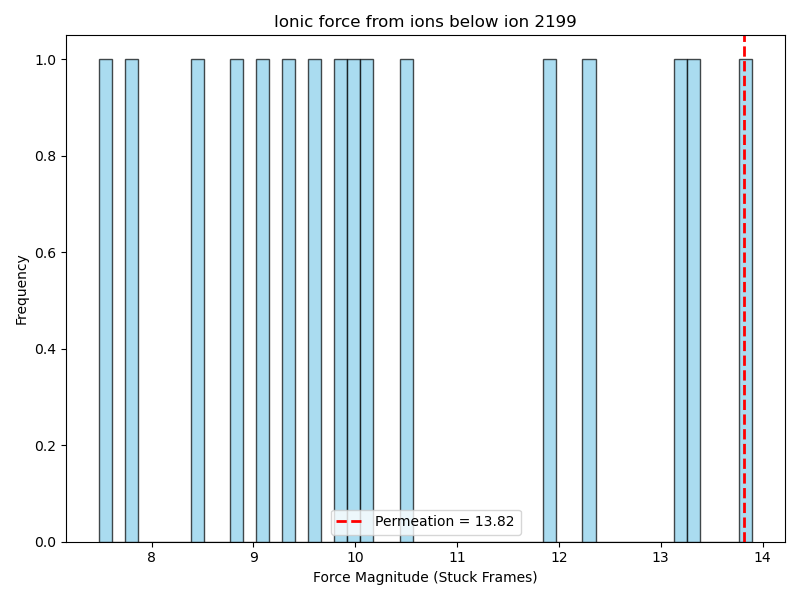 Ionic force from ions below ion 2199
Frequency
1.0
0.8
0.6
0.4
0.2
0.0
Permeation = 13.82
8 9 10 11 12 13 14
Force Magnitude (Stuck Frames)